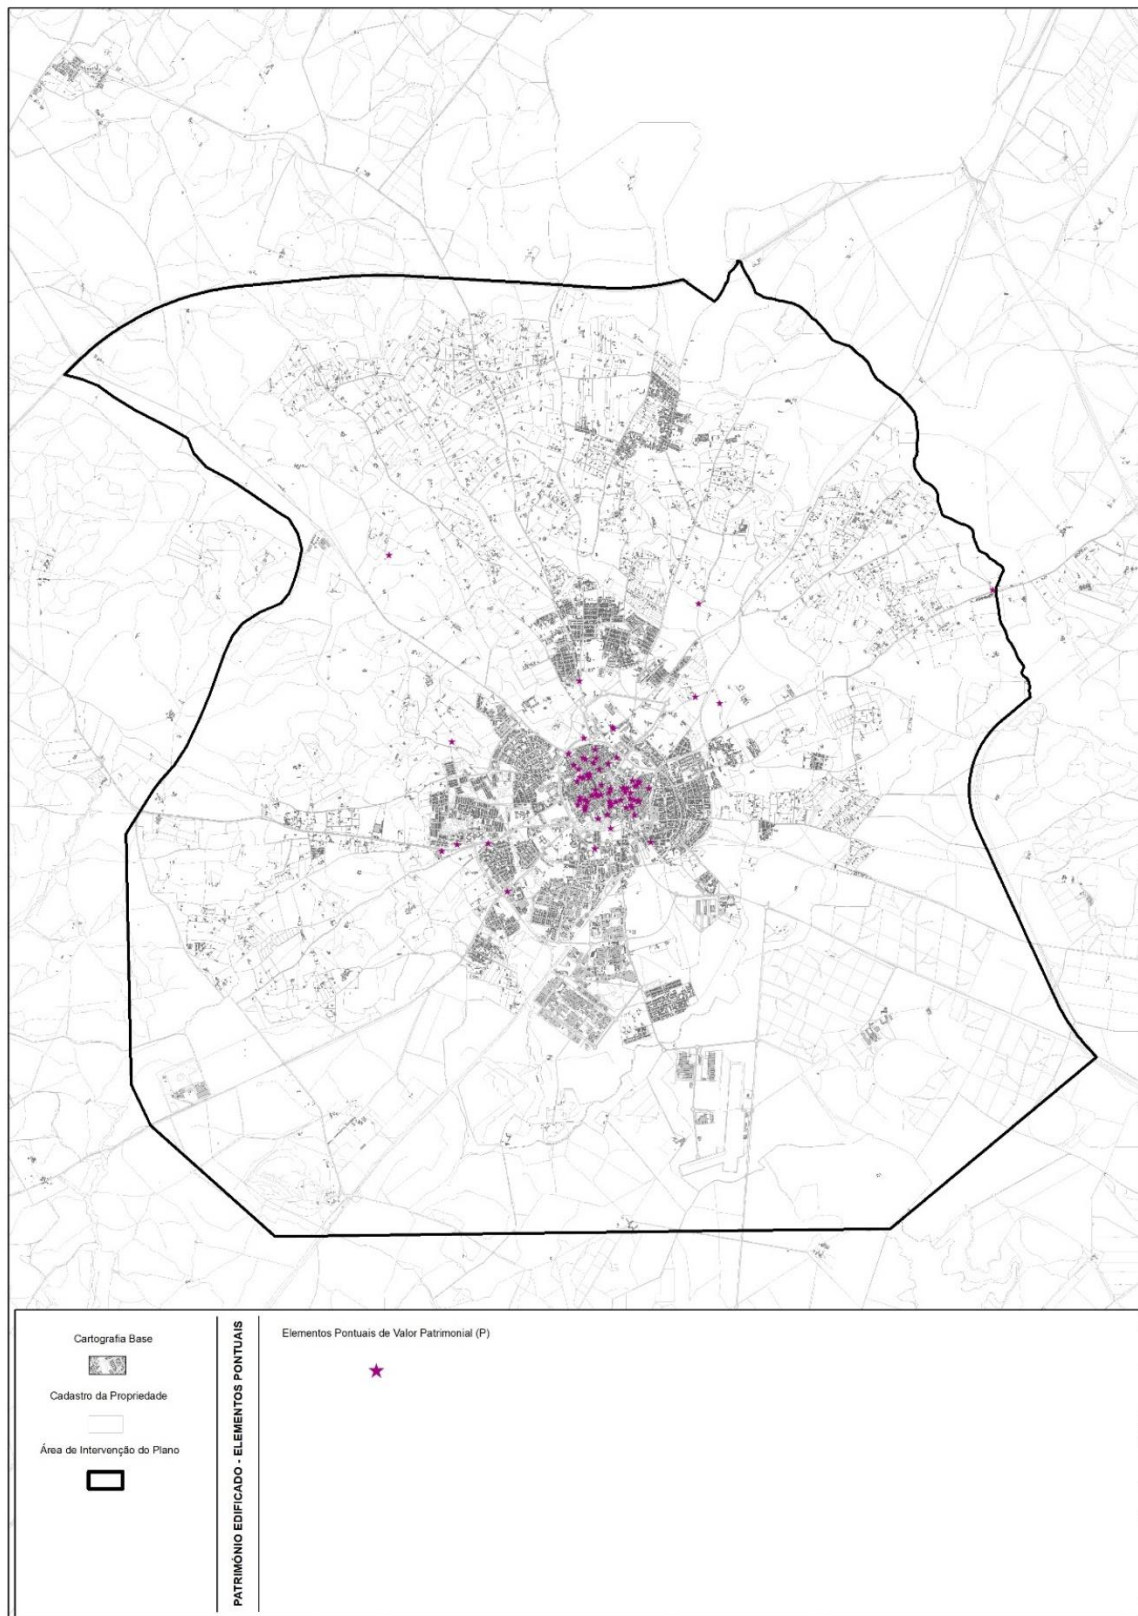 Cartografia Base
Cadastro da Propriedade
Área de Intervenção do Plano
PATRIMÓNIO EDIFICADO - ELEMENTOS PONTUAIS
Elementos Pontuais de Valor Patrimonial (P)